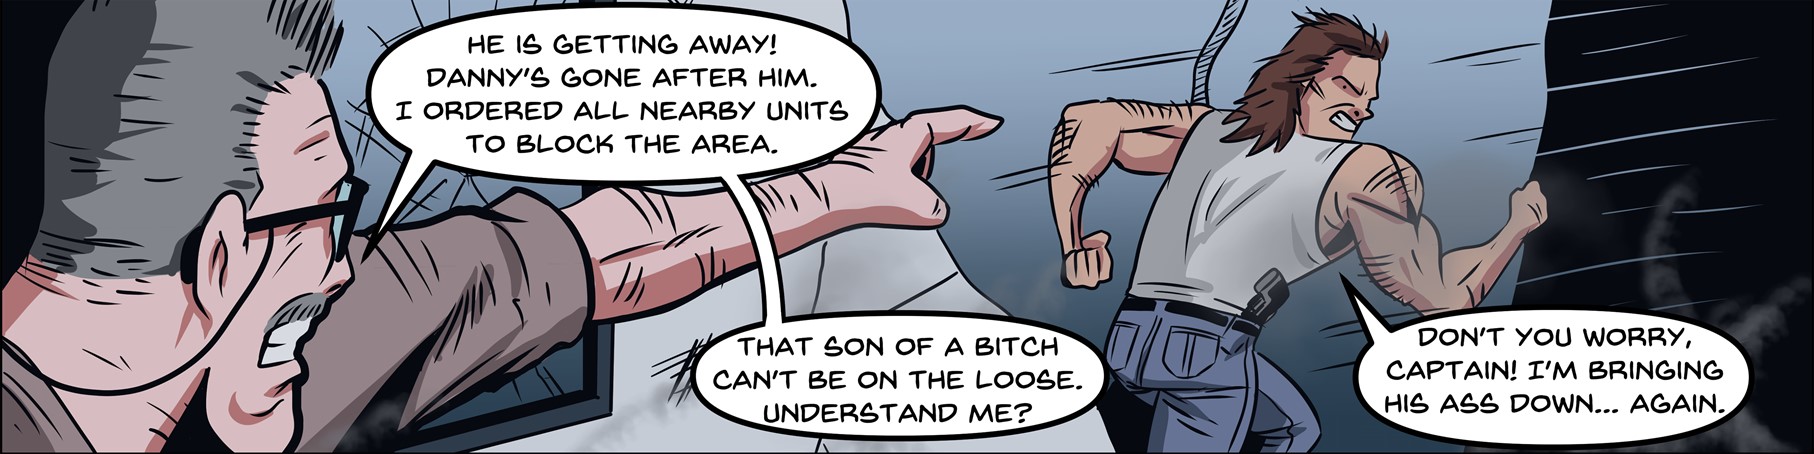 HE IS GETTING AWAY!
DANNY'S GONE AFTER HIM.
I ORDERED ALL NEARBY UNITS
TO BLOCK THE AREA.
THAT SON OF A BITCH
CAN'T BE ON THE LOOSE.
UNDERSTAND ME?
DON'T YOU WORRY,
CAPTAIN! I'M BRINGING
HIS ASS DOWN... AGAIN.